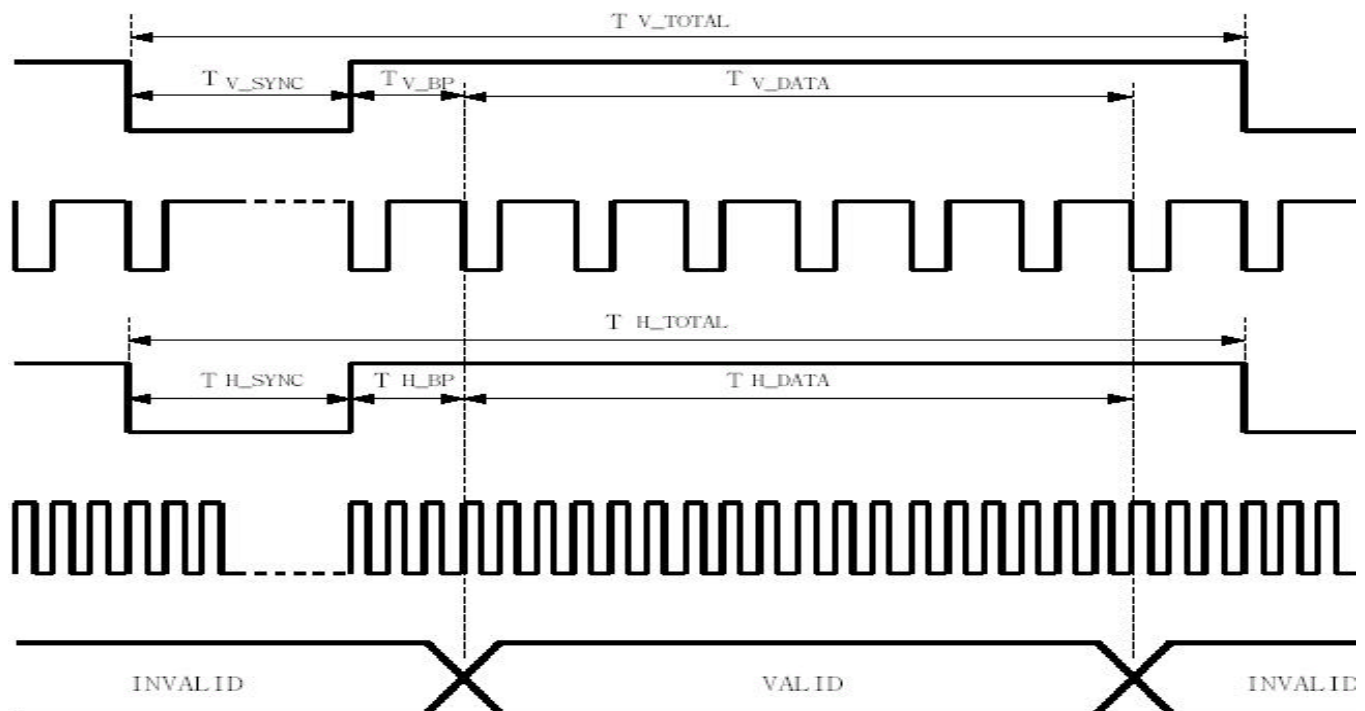 T V_TOTAL
T V_SYNC T V_BP T V_DATA
T H_TOTAL
T H_SYNC T H_BP T H_DATA
INVALID VALID INVALID